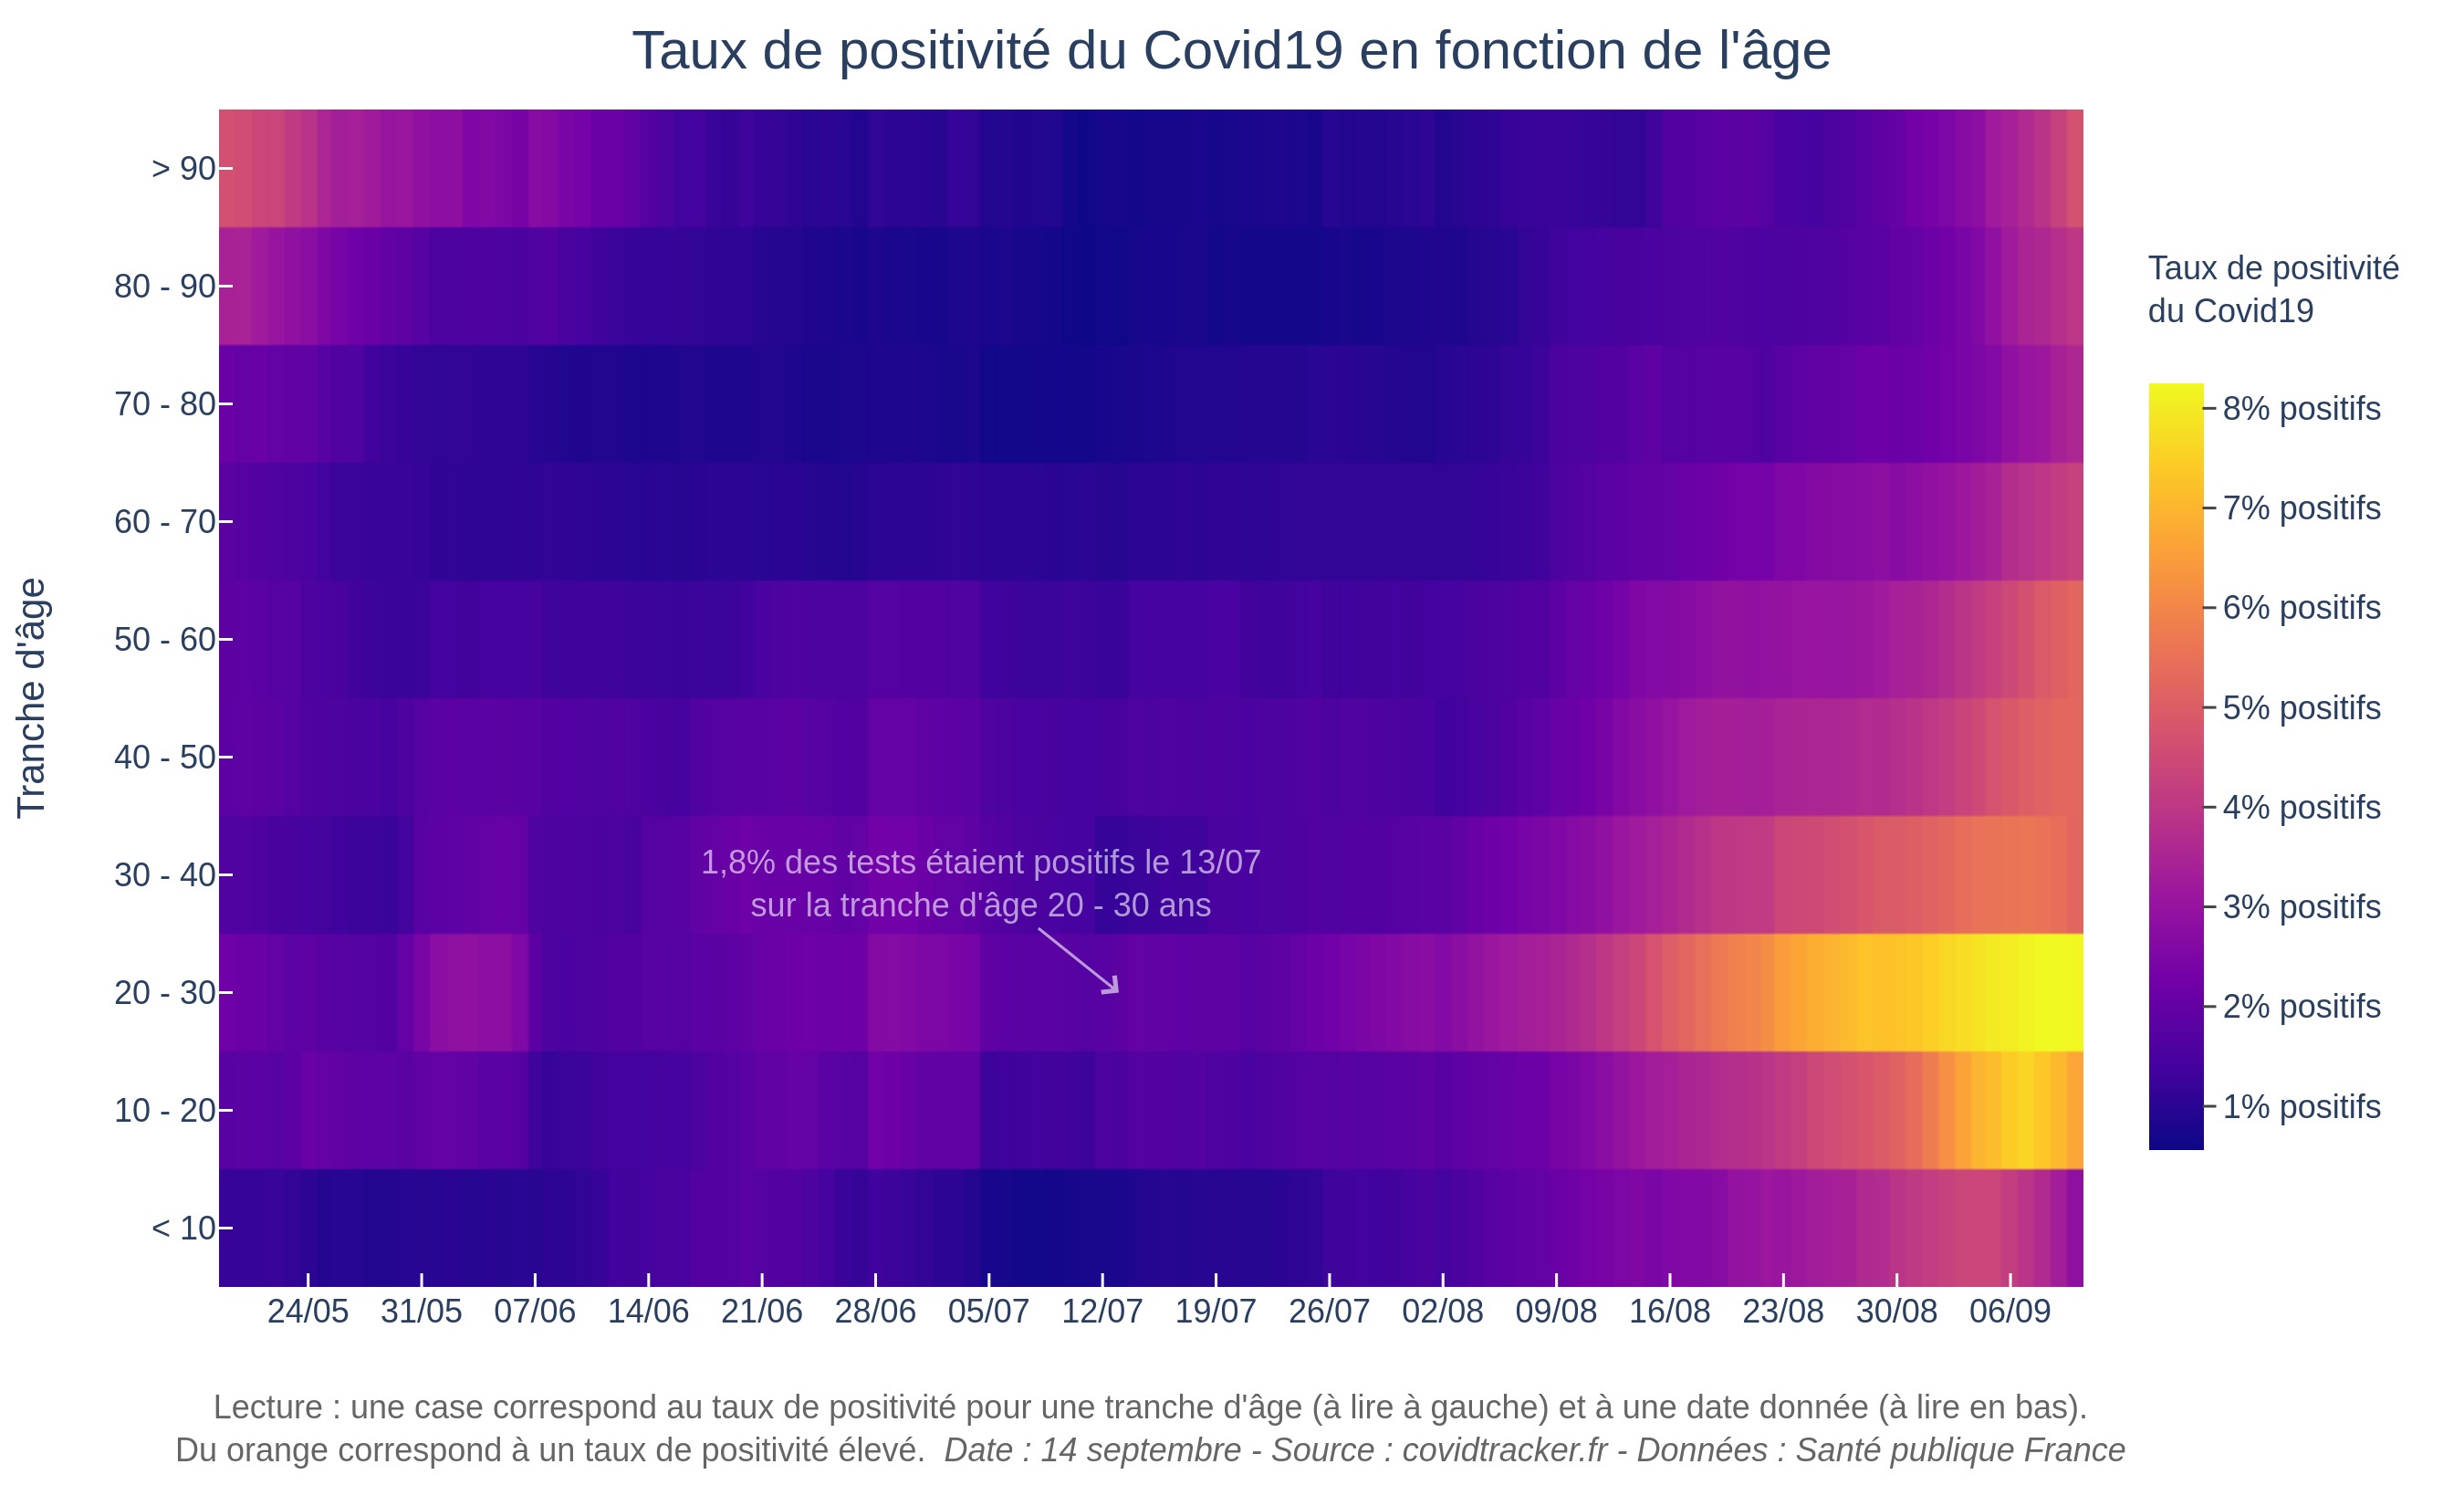 Taux de positivité du Covid19 en fonction de l'âge
Tranche d'âge
> 90
80 - 90
70 - 80
60 - 70
50 - 60
40 - 50
30 - 40
20 - 30
10 - 20
< 10
1,8% des tests étaient positifs le 13/07
sur la tranche d'âge 20 - 30 ans
24/05 31/05 07/06 14/06 21/06 28/06 05/07 12/07 19/07 26/07 02/08 09/08 16/08 23/08 30/08 06/09
Taux de positivité
du Covid19
8% positifs
7% positifs
6% positifs
5% positifs
4% positifs
3% positifs
2% positifs
1% positifs
Lecture : une case correspond au taux de positivité pour une tranche d'âge (à lire à gauche) et à une date donnée (à lire en bas).
Du orange correspond à un taux de positivité élevé. Date : 14 septembre - Source : covidtracker.fr - Données : Santé publique France